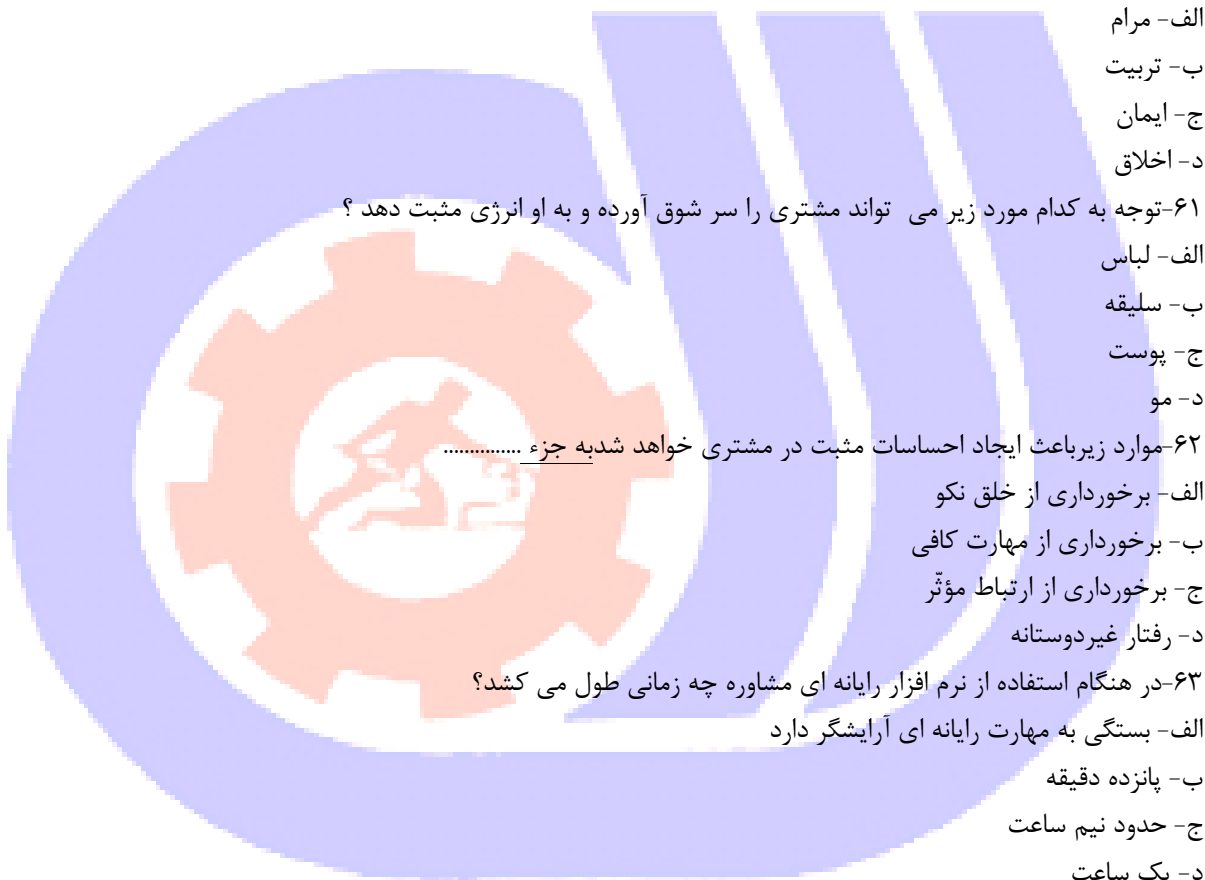 الف- مرام
ب- تربیت
ج- ایمان
د- اخلاق
۶۱-توجه به کدام مورد زیر می تواند مشتری را سر شوق آورده و به او انرژی مثبت دهد ؟
الف- لباس
ب- سلیقه
ج- پوست
د- مو
۶۲-موارد زیرباعث ایجاد احساسات مثبت در مشتری خواهد شدبه جزء ..............
الف- برخورداری از خلق نکو
ب- برخورداری از مهارت کافی
ج- برخورداری از ارتباط مؤثّر
د- رفتار غیردوستانه
۶۳-در هنگام استفاده از نرم افزار رایانه ای مشاوره چه زمانی طول می کشد؟
الف- بستگی به مهارت رایانه ای آرایشگر دارد
ب- پانزده دقیقه
ج- حدود نیم ساعت
د- یک ساعت